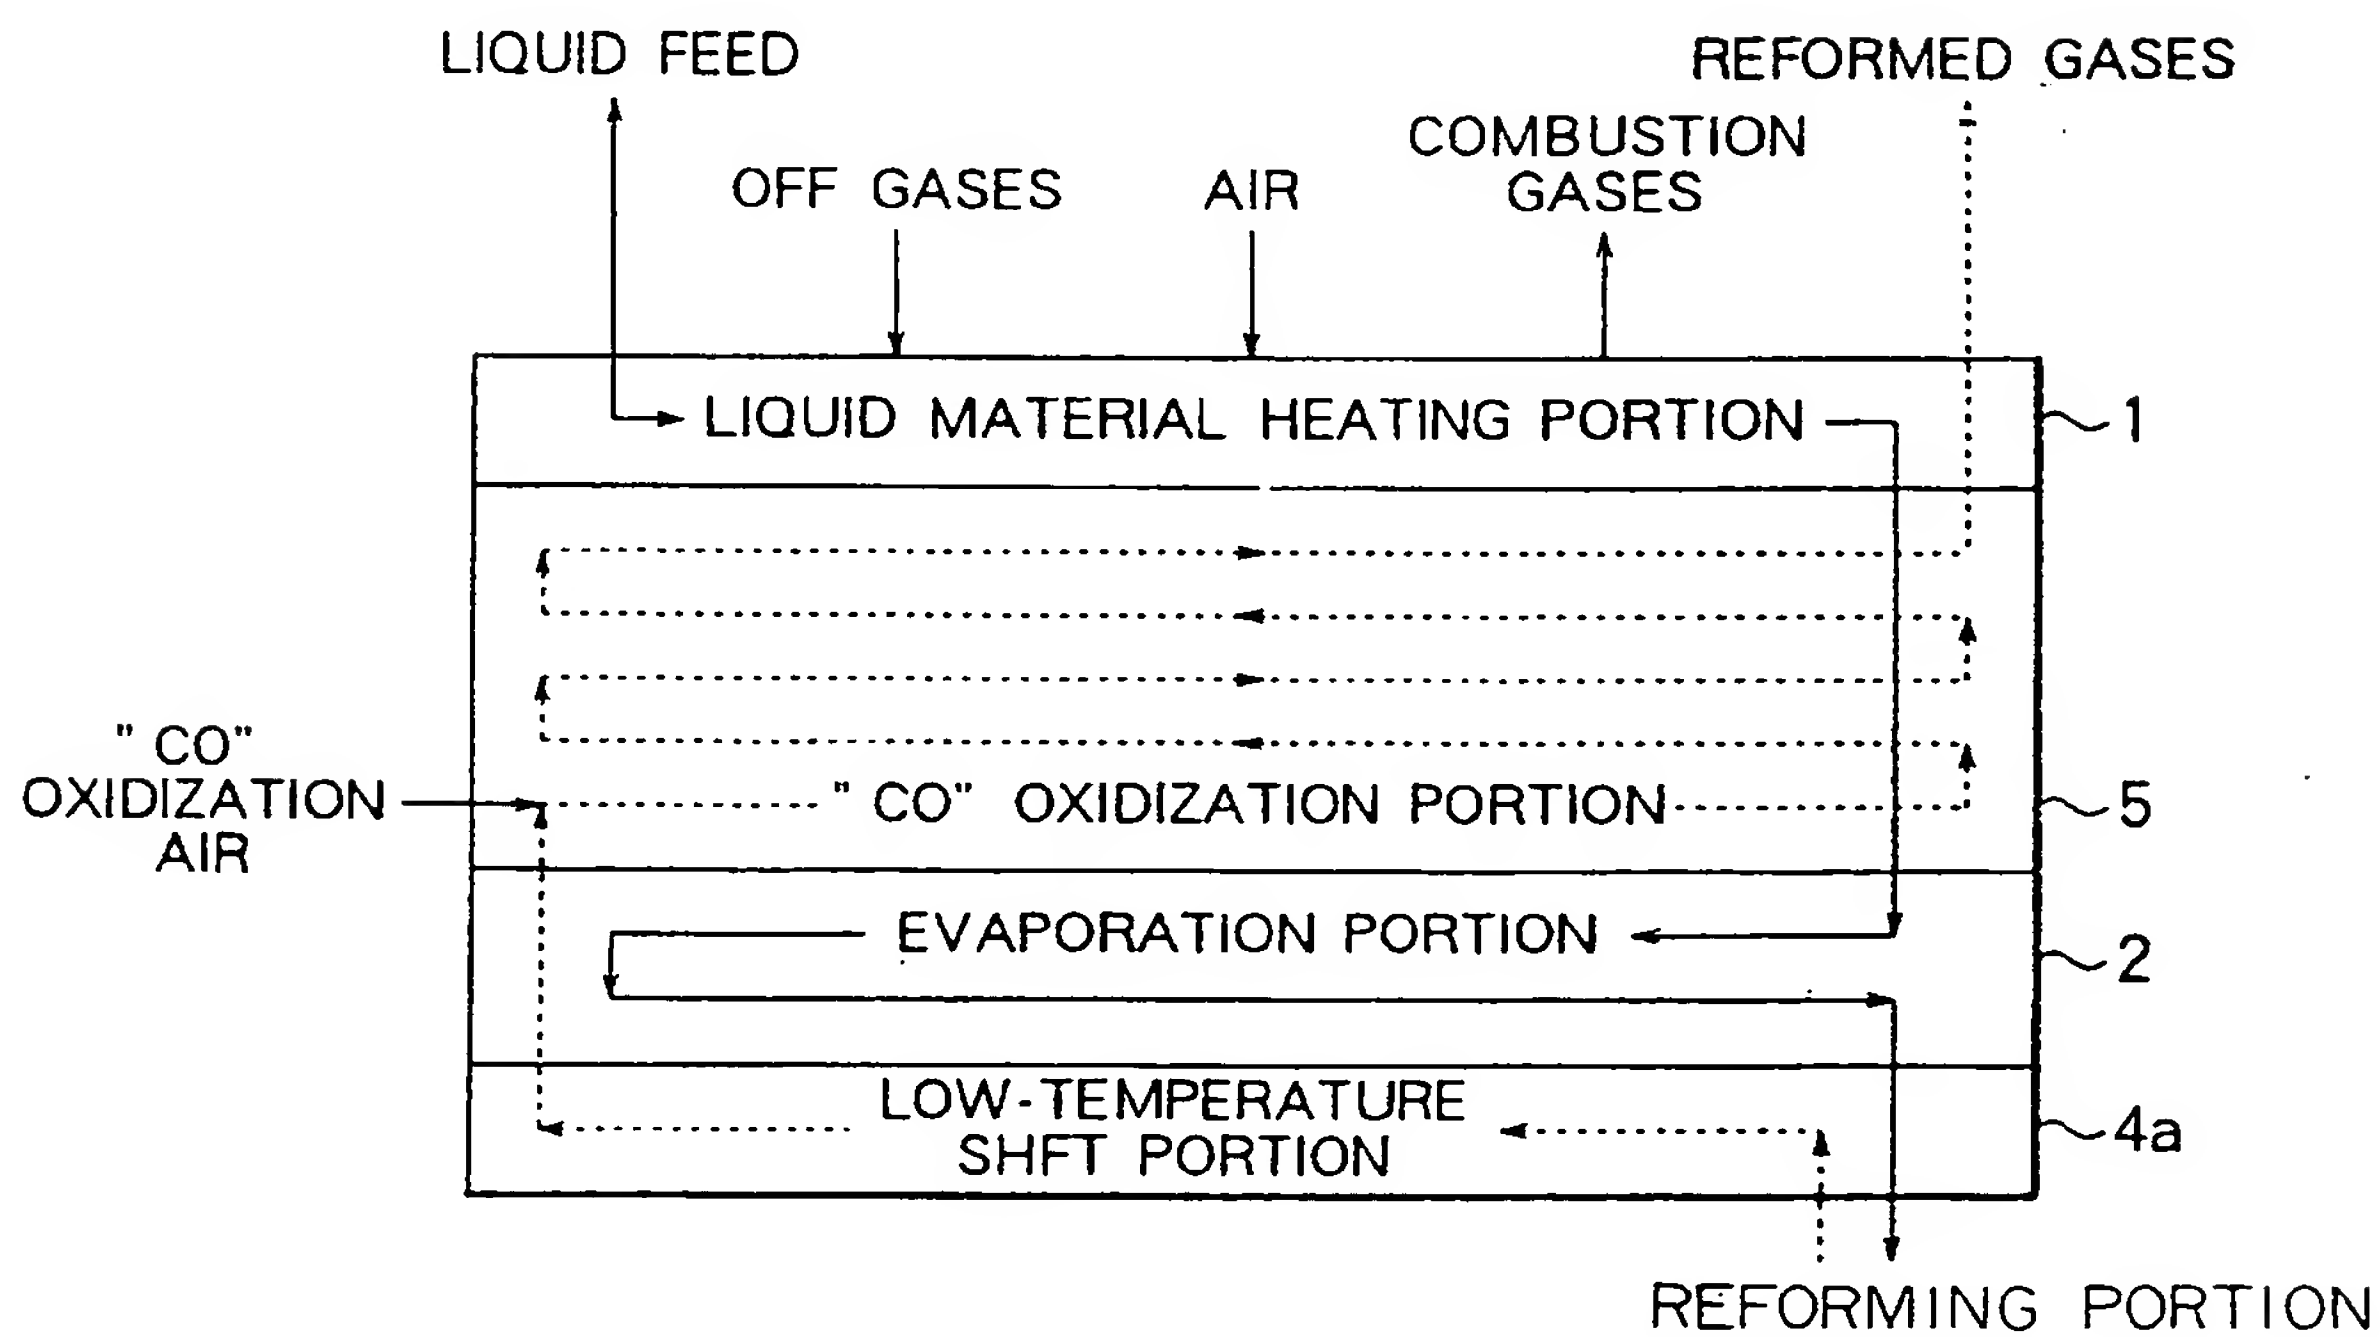 LIQUID FEED
REFORMED GASES
COMBUSTION
GASES
OFF GASES
AIR
LIQUID MATERIAL HEATING PORTION
1
"CO"
OXIDIZATION
AIR
"CO" OXIDIZATION PORTION
5
EVAPORATION PORTION
2
LOW-TEMPERATURE
SHFT PORTION
4a
REFORMING PORTION